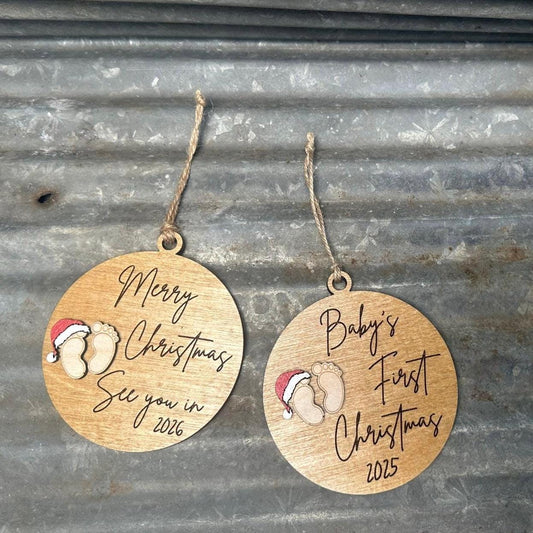 Merry
Christmas
See you in
2026
Baby's
First
Christmas
2025